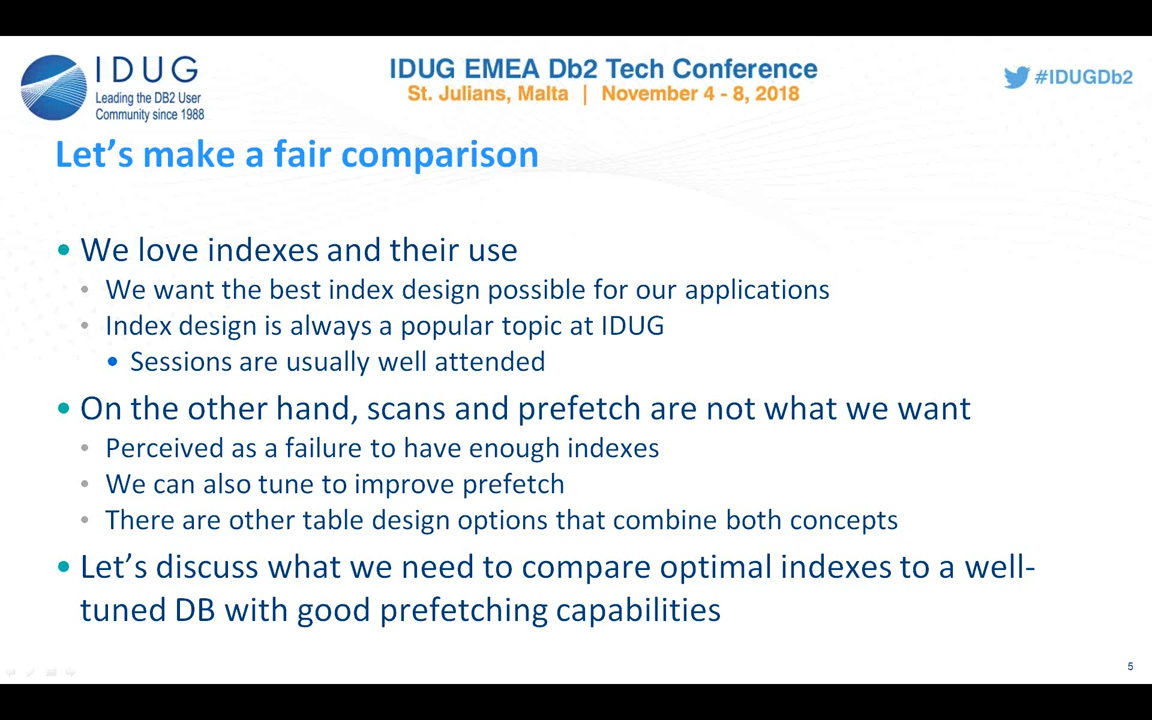 IDUG
Leading the DB2 User
Community since 1988
IDUG EMEA Db2 Tech Conference
St. Julians, Malta | November 4 - 8, 2018
#IDUGDb2
Let’s make a fair comparison
• We love indexes and their use
• We want the best index design possible for our applications
• Index design is always a popular topic at IDUG
• Sessions are usually well attended
• On the other hand, scans and prefetch are not what we want
• Perceived as a failure to have enough indexes
• We can also tune to improve prefetch
• There are other table design options that combine both concepts
• Let’s discuss what we need to compare optimal indexes to a well-
tuned DB with good prefetching capabilities
5